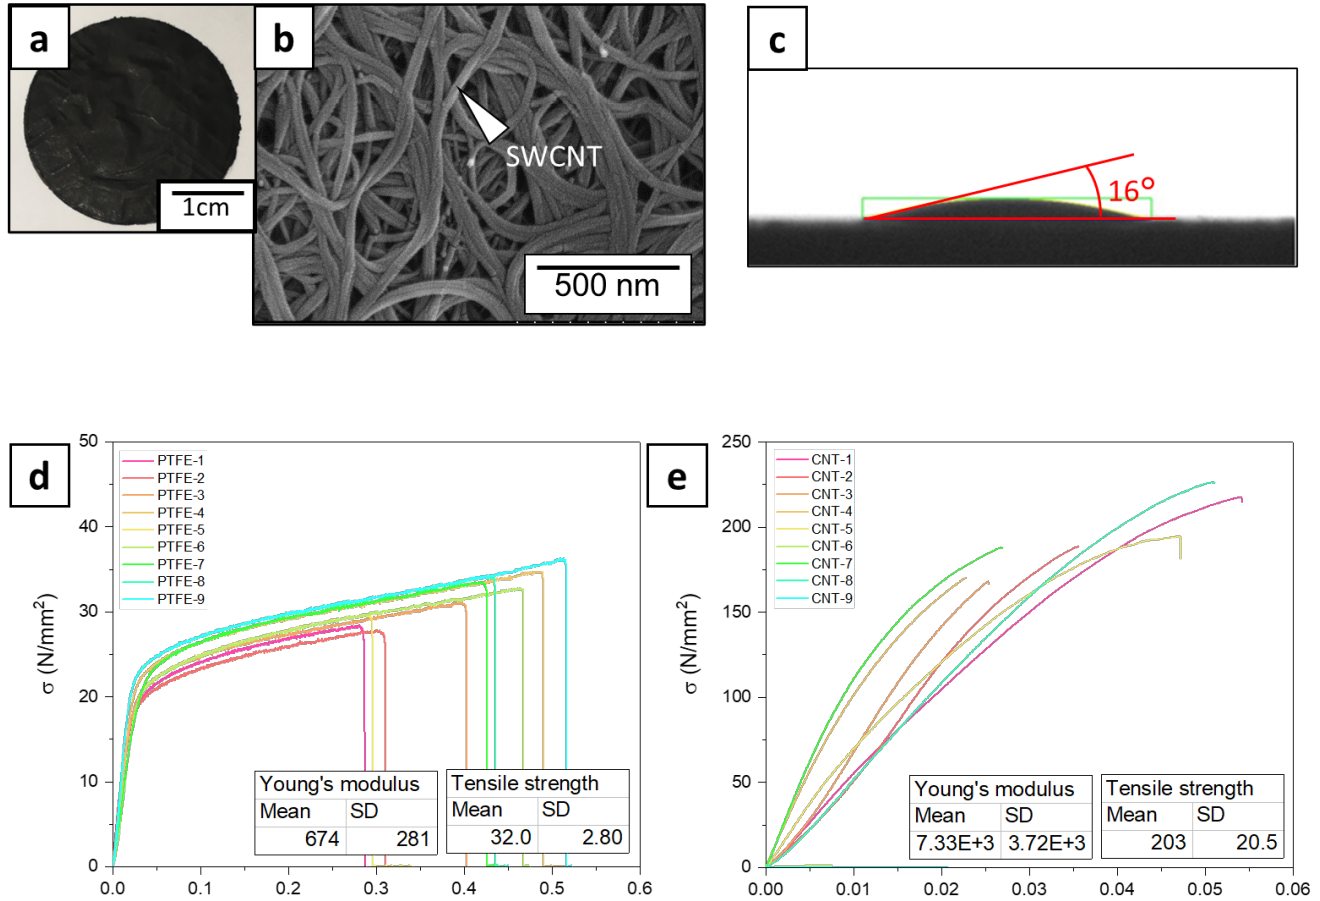 a
1cm
b
SWCNT
500 nm
c
16°
d
50
40
30
20
10
0
σ (N/mm²)
PTFE-1
PTFE-2
PTFE-3
PTFE-4
PTFE-5
PTFE-6
PTFE-7
PTFE-8
PTFE-9
Young's modulus
Mean SD
674 281
Tensile strength
Mean SD
32.0 2.80
0.0 0.1 0.2 0.3 0.4 0.5 0.6
e
250
200
150
100
50
0
σ (N/mm²)
CNT-1
CNT-2
CNT-3
CNT-4
CNT-5
CNT-6
CNT-7
CNT-8
CNT-9
Young's modulus
Mean SD
7.33E+3 3.72E+3
Tensile strength
Mean SD
203 20.5
0.00 0.01 0.02 0.03 0.04 0.05 0.06